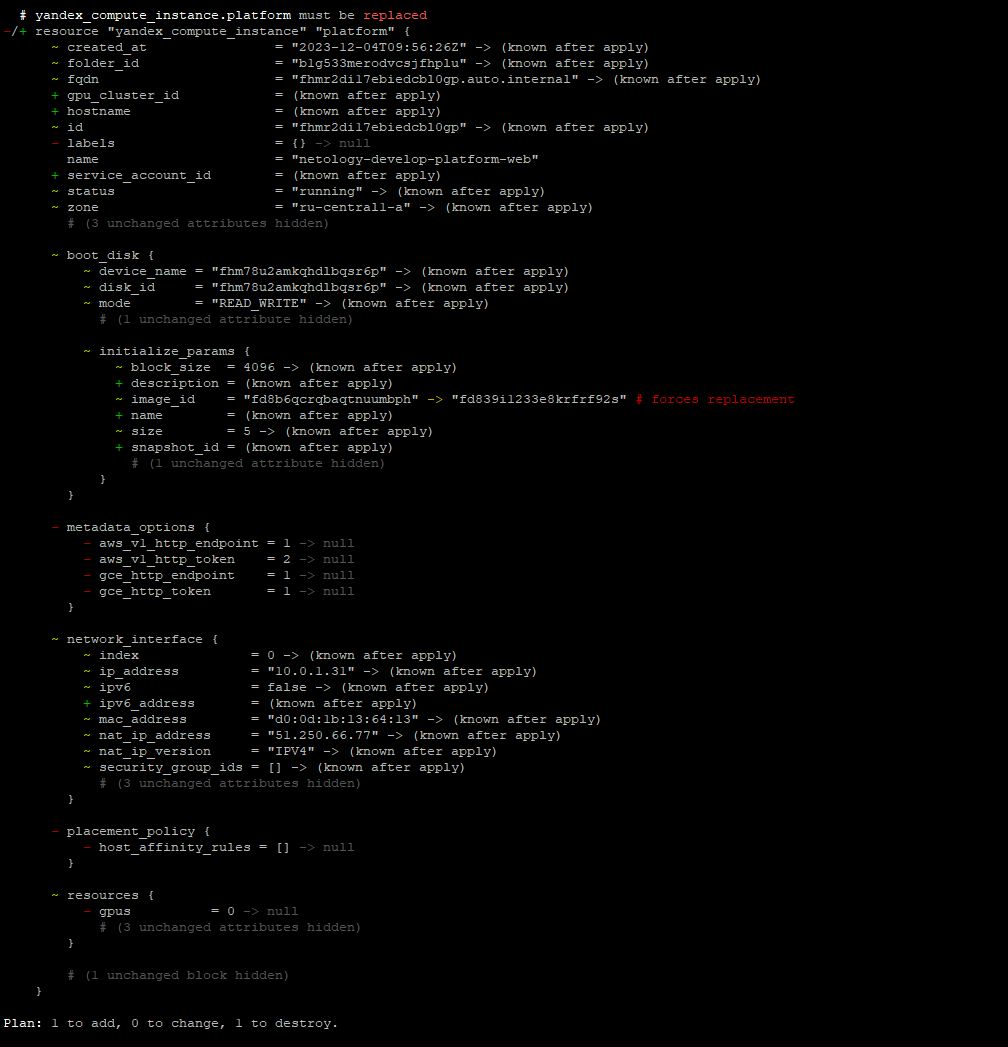 # yandex_compute_instance.platform must be replaced
-/+ resource "yandex_compute_instance" "platform" {
~ created_at = "2023-12-04T09:56:26Z" -> (known after apply)
~ folder_id = "b1g533merodvcsjfhplu" -> (known after apply)
~ fqdn = "fhmr2di17ebiedcbl0gp.auto.internal" -> (known after apply)
+ gpu_cluster_id = (known after apply)
+ hostname = (known after apply)
~ id = "fhmr2di17ebiedcbl0gp" -> (known after apply)
- labels = {} -> null
name = "netology-develop-platform-web"
+ service_account_id = (known after apply)
~ status = "running" -> (known after apply)
~ zone = "ru-central1-a" -> (known after apply)
# (3 unchanged attributes hidden)
~ boot_disk {
~ device_name = "fhm78u2amkqhdlbqsr6p" -> (known after apply)
~ disk_id = "fhm78u2amkqhdlbqsr6p" -> (known after apply)
~ mode = "READ_WRITE" -> (known after apply)
# (1 unchanged attribute hidden)
~ initialize_params {
~ block_size = 4096 -> (known after apply)
+ description = (known after apply)
~ image_id = "fd8b6qcrqbaqtnuumbph" -> "fd839i1233e8krfrf92s" # forces replacement
+ name = (known after apply)
~ size = 5 -> (known after apply)
+ snapshot_id = (known after apply)
# (1 unchanged attribute hidden)
}
}
- metadata_options {
- aws_v1_http_endpoint = 1 -> null
- aws_v1_http_token = 2 -> null
- gce_http_endpoint = 1 -> null
- gce_http_token = 1 -> null
}
~ network_interface {
~ index = 0 -> (known after apply)
~ ip_address = "10.0.1.31" -> (known after apply)
~ ipv6 = false -> (known after apply)
+ ipv6_address = (known after apply)
~ mac_address = "d0:0d:1b:13:64:13" -> (known after apply)
~ nat_ip_address = "51.250.66.77" -> (known after apply)
~ nat_ip_version = "IPV4" -> (known after apply)
~ security_group_ids = [] -> (known after apply)
# (3 unchanged attributes hidden)
}
- placement_policy {
- host_affinity_rules = [] -> null
}
~ resources {
- gpus = 0 -> null
# (3 unchanged attributes hidden)
}
# (1 unchanged block hidden)
}
Plan: 1 to add, 0 to change, 1 to destroy.